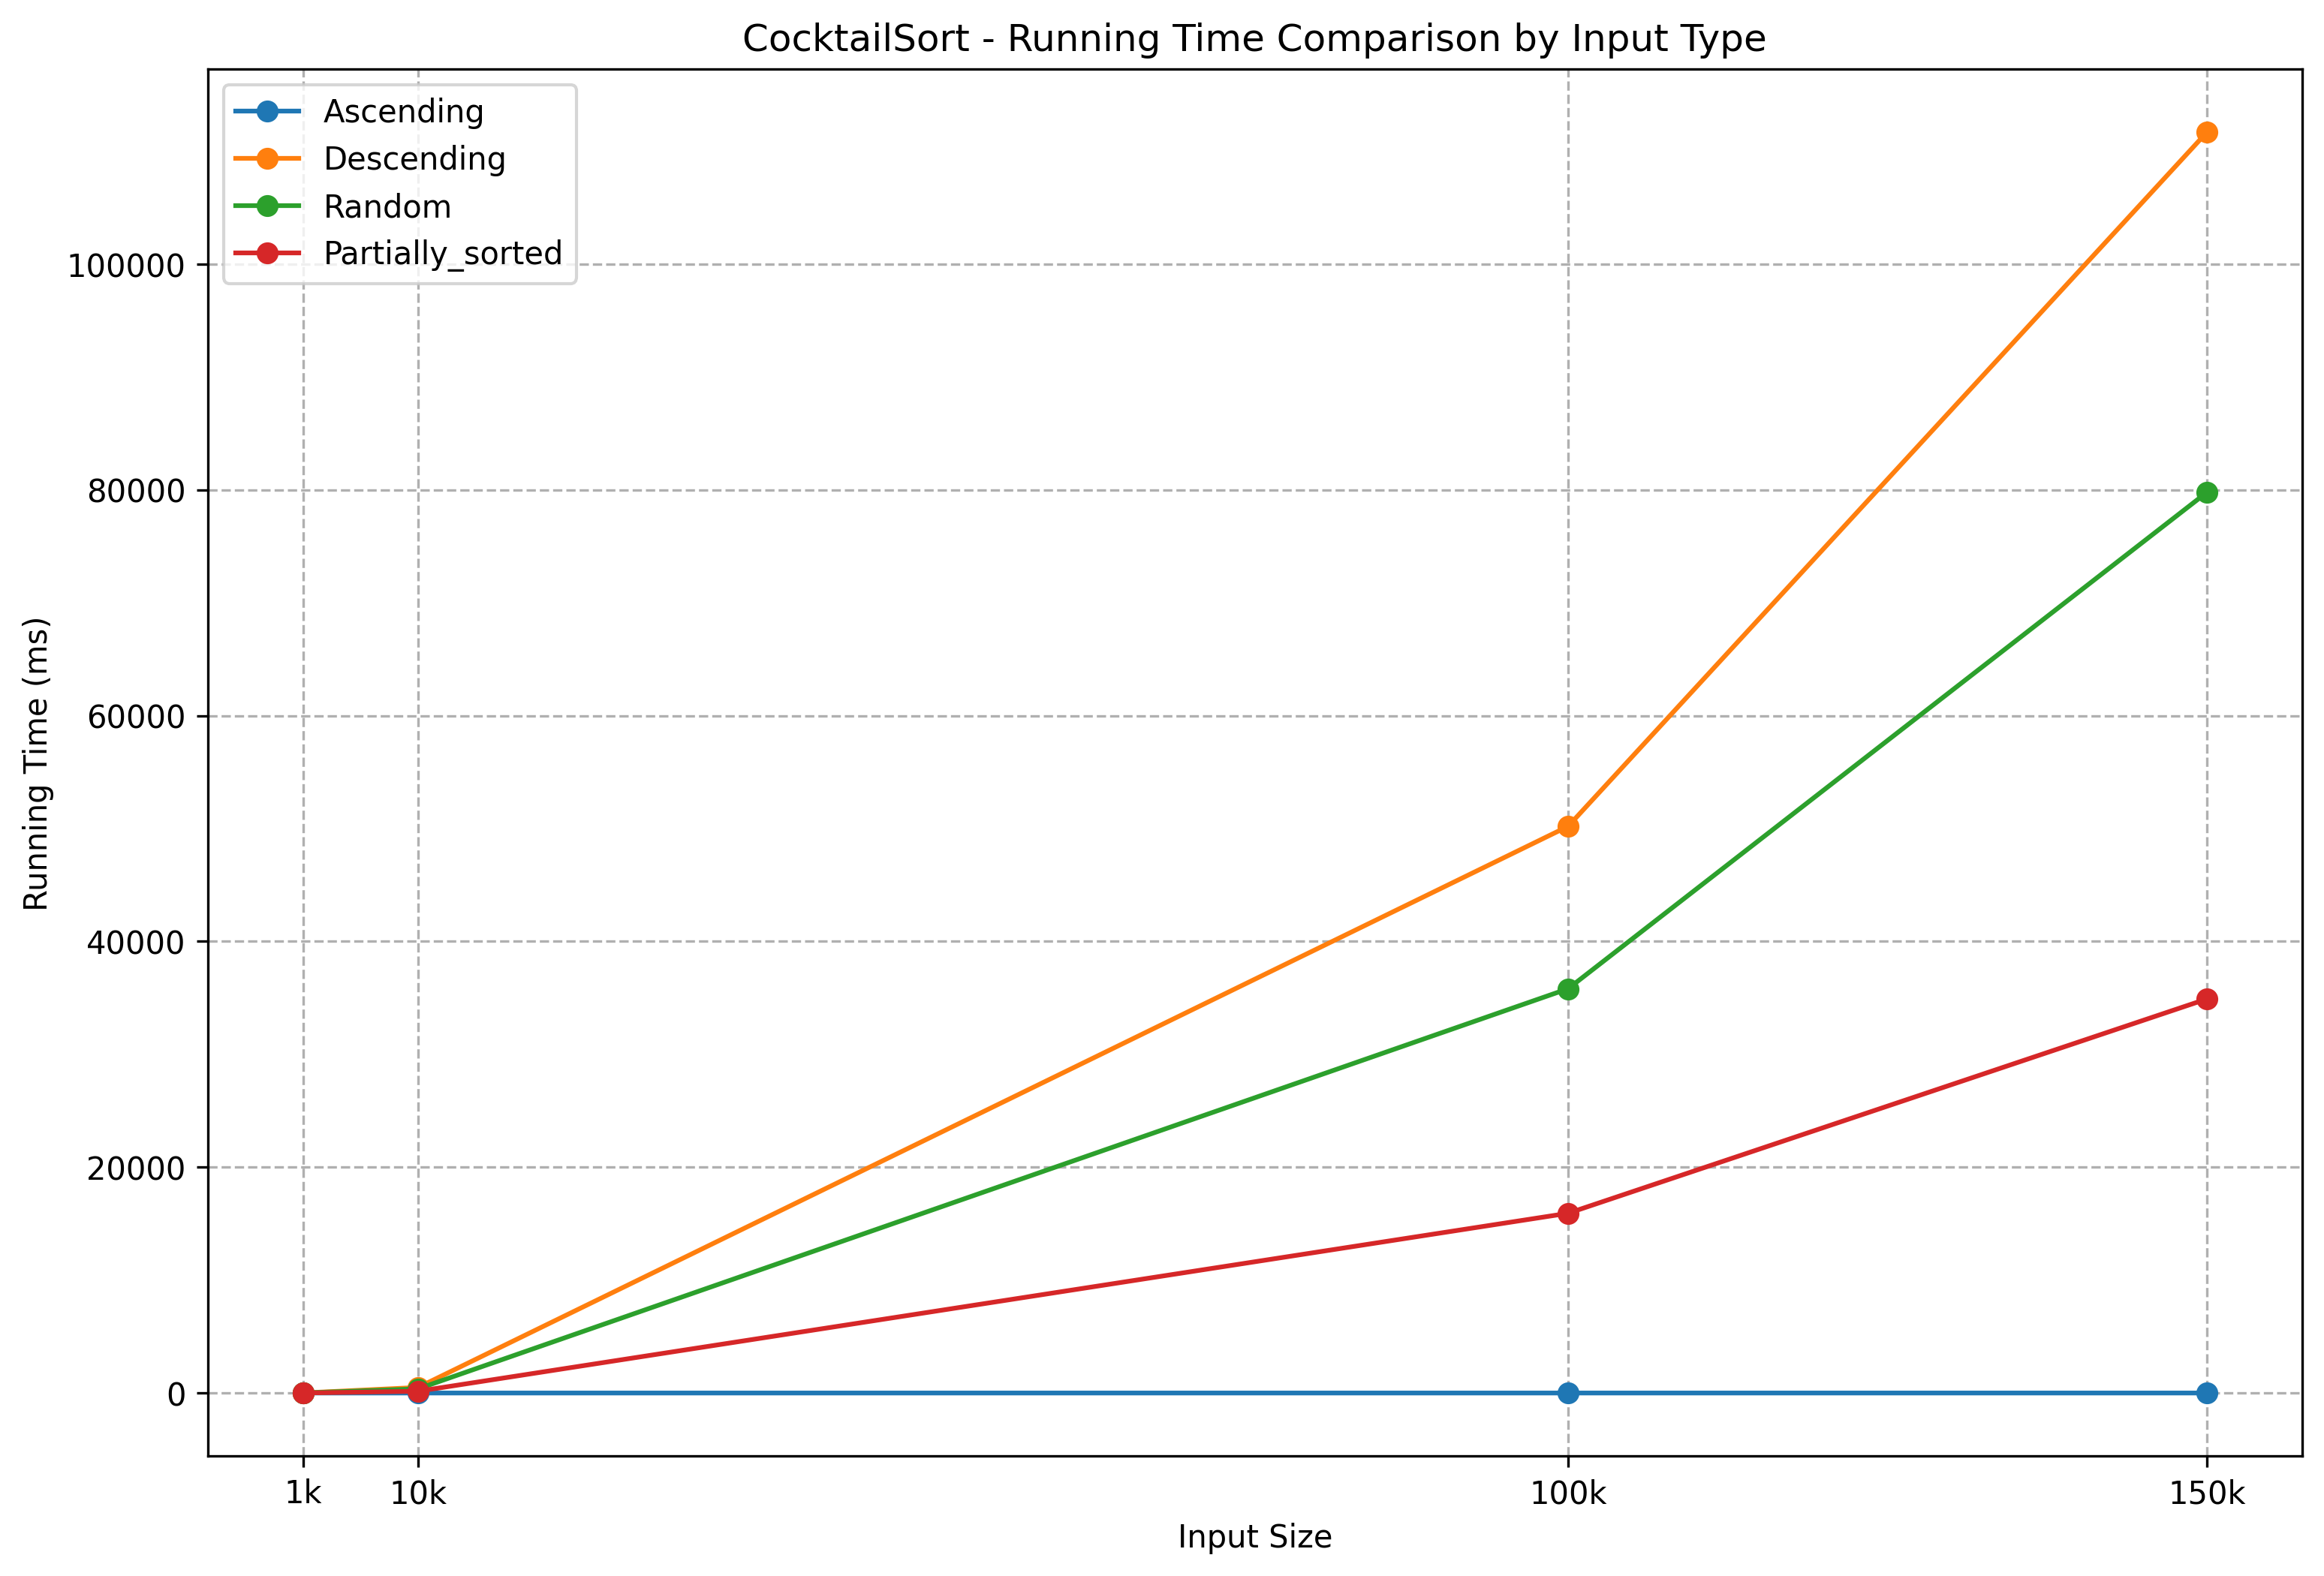 CocktailSort - Running Time Comparison by Input Type
Ascending
Descending
Random
Partially_sorted
Running Time (ms)
100000
80000
60000
40000
20000
0
1k
10k
100k
150k
Input Size